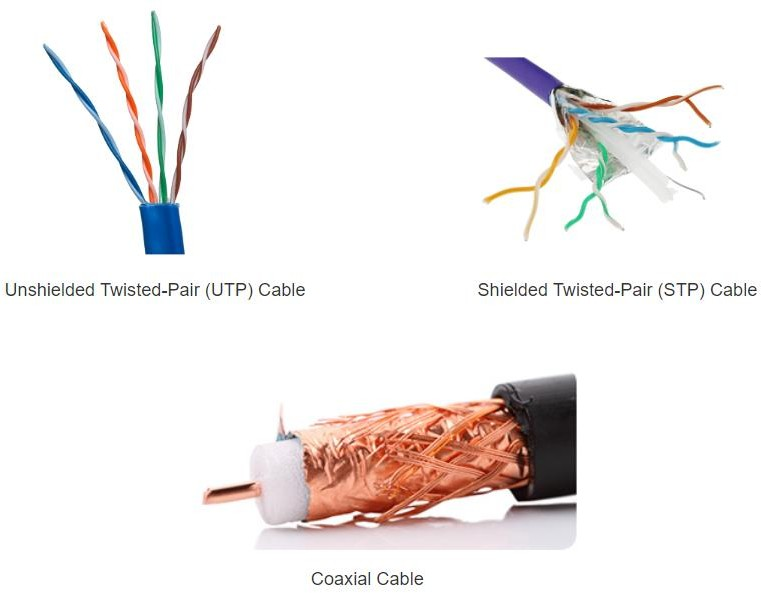 Unshielded Twisted-Pair (UTP) Cable
Shielded Twisted-Pair (STP) Cable
Coaxial Cable